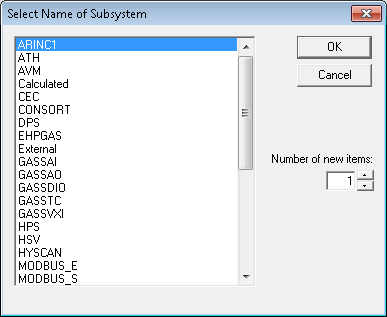 Select Name of Subsystem
ARINC1
ATH
AVM
Calculated
CEC
CONSORT
DPS
EHPGAS
External
GASSAI
GASSAO
GASSDIO
GASSTC
GASSVXI
HPS
HSV
HYSCAN
MODBUS_E
MODBUS_S
OK
Cancel
Number of new items:
1